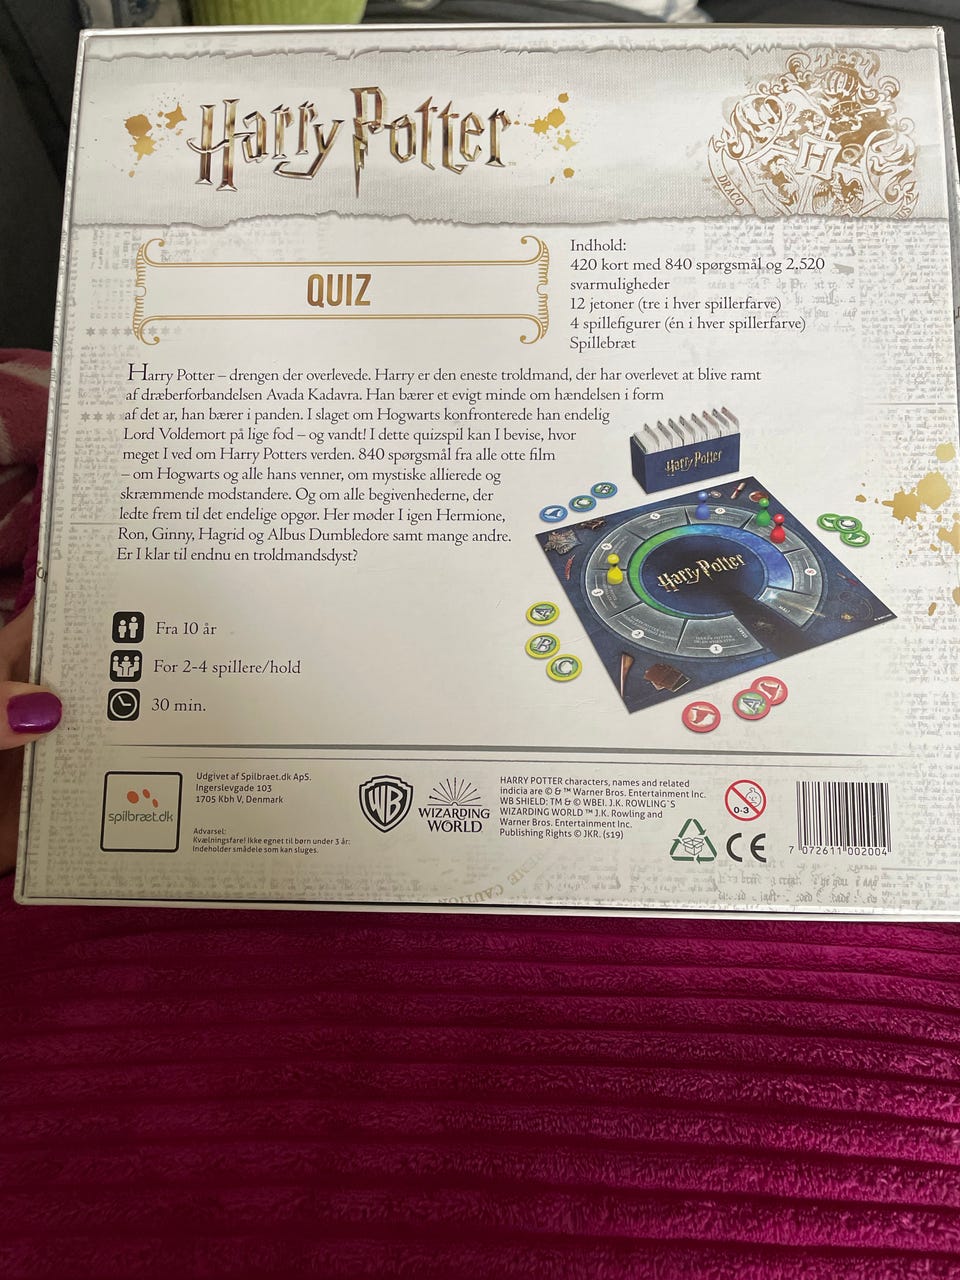 Harry Potter
DRACO
H
QUIZ
Indhold:
420 kort med 840 spørgsmål og 2.520
svarmuligheder
12 jetoner (tre i hver spillerfarve)
4 spillefigurer (én i hver spillerfarve)
Spillebræt
Harry Potter – drengen der overlevede. Harry er den eneste troldmand, der har overlevet at blive ramt
af dræberforbandelsen Avada Kadavra. Han bærer et evigt minde om hændelsen i form
af det ar, han bærer i panden. I slaget om Hogwarts konfronterede han endelig
Lord Voldemort på lige fod – og vandt! I dette quizspil kan I bevise, hvor
meget I ved om Harry Potters verden. 840 spørgsmål fra alle otte film
– om Hogwarts og alle hans venner, om mystiske allierede og
skræmmende modstandere. Og om alle begivenhederne, der
ledte frem til det endelige opgør. Her møder I igen Hermione,
Ron, Ginny, Hagrid og Albus Dumbledore samt mange andre.
Er I klar til endnu en troldmandsdyst?
Harry Potter
Harry Potter
A
B
C
Fra 10 år
For 2-4 spillere/hold
30 min.
spilbræt.dk
Udgivet af Spilbraet.dk ApS.
Ingerslevgade 103
1705 Kbh V, Denmark
Advarsel:
Kvælningsfare! Ikke egnet til børn under 3 år:
Indeholder smådele som kan sluges.
WB
WIZARDING
WORLD
HARRY POTTER characters, names and related
indicia are © & ™ Warner Bros. Entertainment Inc.
WB SHIELD: TM & © WBEI. J.K. ROWLING`S
WIZARDING WORLD ™ J.K. Rowling and
Warner Bros. Entertainment Inc.
Publishing Rights © JKR. (s19)
0-3
CE
7 072611 002004